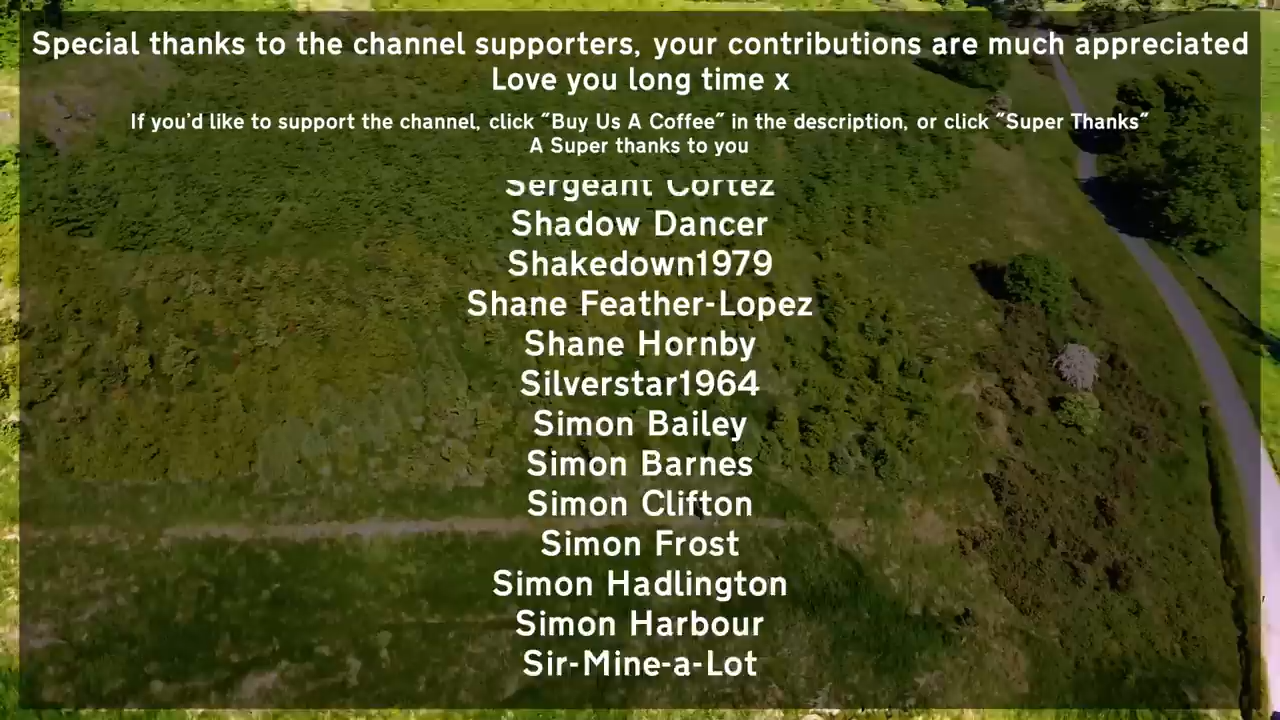 Special thanks to the channel supporters, your contributions are much appreciated
Love you long time x
If you'd like to support the channel, click "Buy Us A Coffee" in the description, or click "Super Thanks"
A Super thanks to you
Sergeant Cortez
Shadow Dancer
Shakedown1979
Shane Feather-Lopez
Shane Hornby
Silverstar1964
Simon Bailey
Simon Barnes
Simon Clifton
Simon Frost
Simon Hadlington
Simon Harbour
Sir-Mine-a-Lot